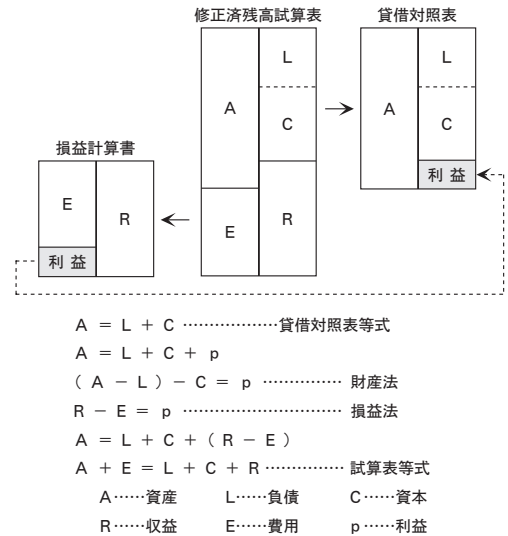 修正済残高試算表
貸借対照表
L
L
A
A
C
C
損益計算書
利 益
E
R
R
E
利 益
A = L + C ………………貸借対照表等式
A = L + C + p
( A − L ) − C = p …………… 財産法
R − E = p ………………………… 損益法
A = L + C + ( R − E )
A + E = L + C + R …………… 試算表等式
A……資産 L……負債 C……資本
R……収益 E……費用 p……利益